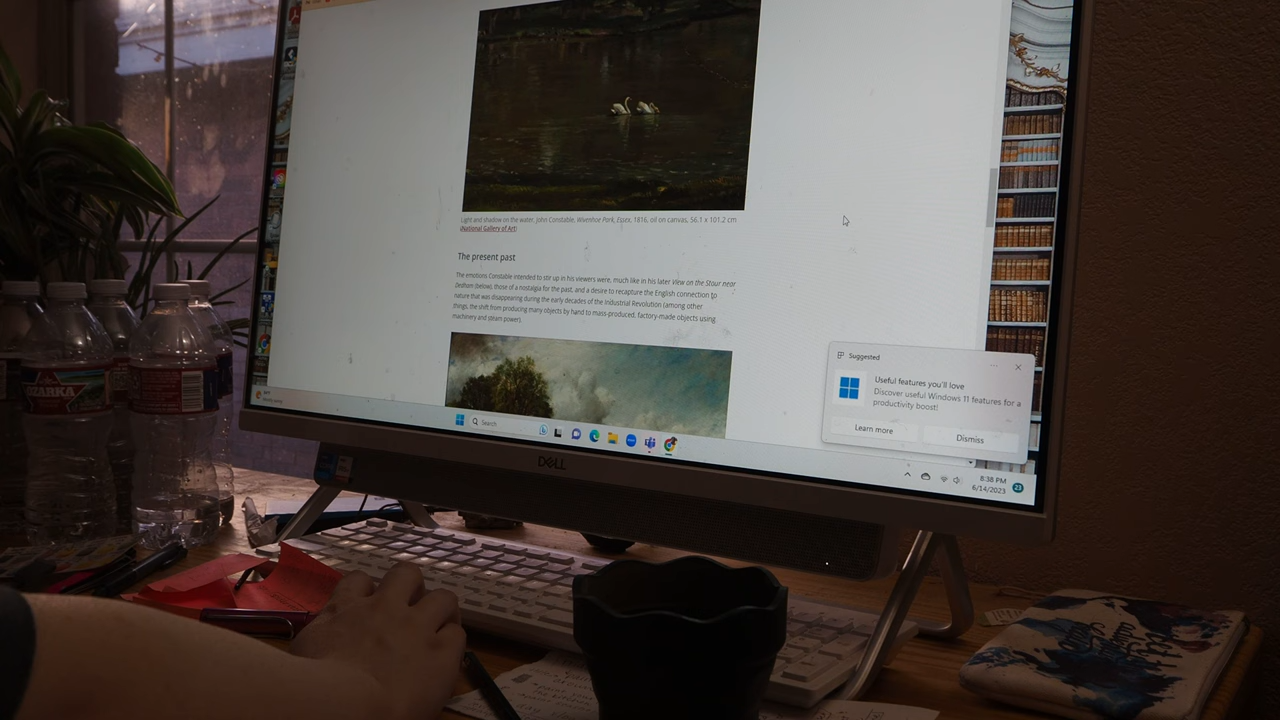 Light and shadow on the water. John Constable, Wivenhoe Park, Essex, 1816, oil on canvas, 56.1 x 101.2 cm
(National Gallery of Art)
The present past
The emotions Constable intended to stir up in his viewers were, much like in his later View on the Stour near
Dedham (below), those of a nostalgia for the past, and a desire to recapture the English connection to
nature that was disappearing during the early decades of the Industrial Revolution (among other
things, the shift from producing many objects by hand to mass-produced, factory-made objects using
machinery and steam power).
Suggested
Useful features you'll love
Discover useful Windows 11 features for a
productivity boost!
Learn more
Dismiss
Search
8:38 PM
6/14/2023
23
DELL
OZARKA